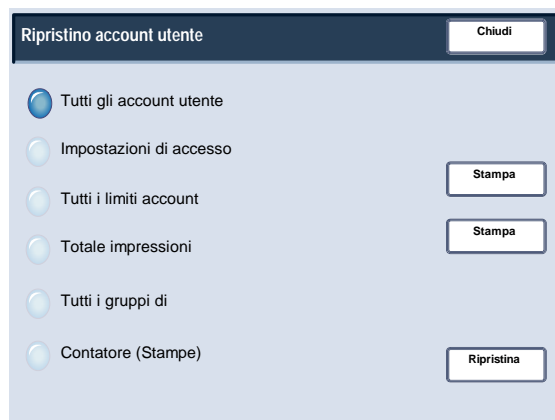 Ripristino account utente
Chiudi
Tutti gli account utente
Impostazioni di accesso
Stampa
Tutti i limiti account
Stampa
Totale impressioni
Tutti i gruppi di
Contatore (Stampe)
Ripristina